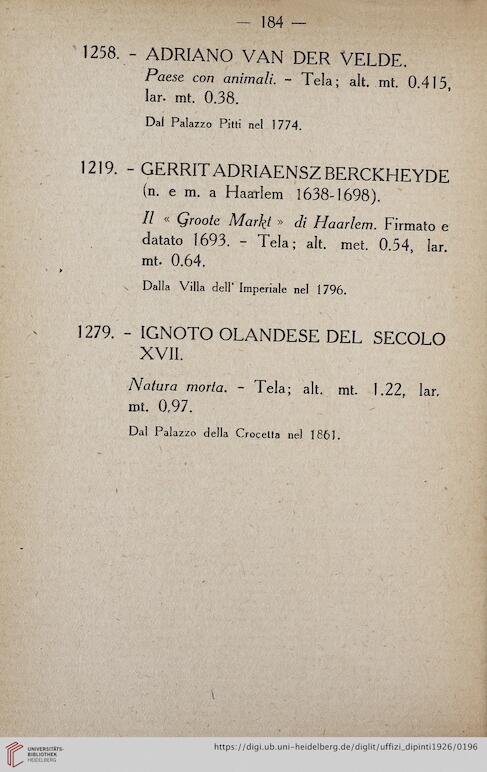 — 184 —
1258. - ADRIANO VAN DER VELDE.
Paese con animali. - Tela; alt. mt. 0.415,
lar. mt. 0.38.
Dal Palazzo Pitti nel 1774.
1219. - GERRIT ADRIAENSZ BERCKHEYDE
(n. e m. a Haarlem 1638-1698).
Il « Groote Markt » di Haarlem. Firmato e
datato 1693. - Tela; alt. met. 0.54, lar.
mt. 0.64.
Dalla Villa dell' Imperiale nel 1796.
1279. - IGNOTO OLANDESE DEL SECOLO
XVII.
Natura morta. - Tela; alt. mt. 1.22, lar.
mt. 0.97.
Dal Palazzo della Crocetta nel 1861.
UNIVERSITÄTS-
BIBLIOTHEK
HEIDELBERG
https://digi.ub.uni-heidelberg.de/diglit/uffizi_dipinti1926/0196